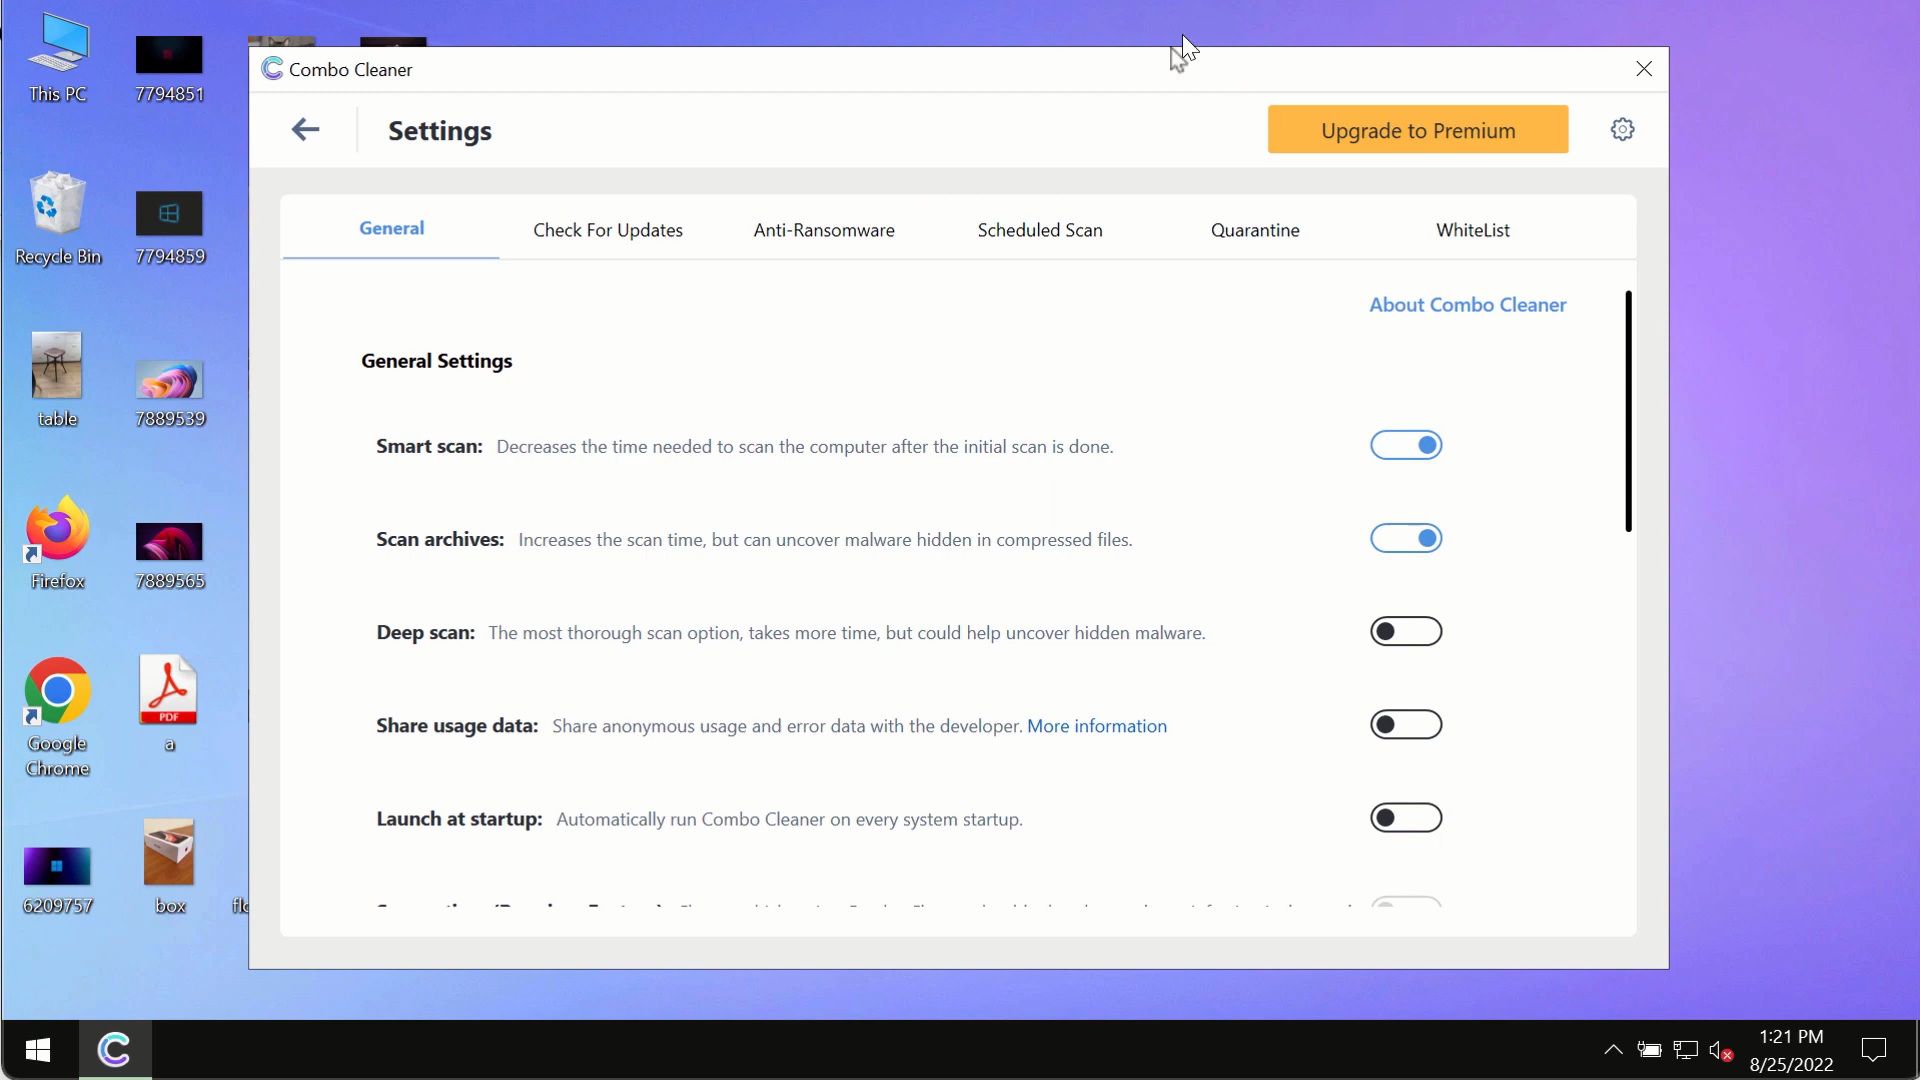 This PC
7794851
Recycle Bin
7794859
table
7889539
Firefox
7889565
Google
Chrome
PDF
a
6209757
box
Combo Cleaner
Settings
Upgrade to Premium
General
Check For Updates
Anti-Ransomware
Scheduled Scan
Quarantine
WhiteList
About Combo Cleaner
General Settings
Smart scan: Decreases the time needed to scan the computer after the initial scan is done.
Scan archives: Increases the scan time, but can uncover malware hidden in compressed files.
Deep scan: The most thorough scan option, takes more time, but could help uncover hidden malware.
Share usage data: Share anonymous usage and error data with the developer. More information
Launch at startup: Automatically run Combo Cleaner on every system startup.
1:21 PM
8/25/2022